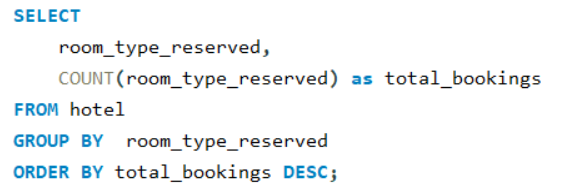 SELECT
    room_type_reserved,
    COUNT(room_type_reserved) as total_bookings
FROM hotel
GROUP BY  room_type_reserved
ORDER BY total_bookings DESC;